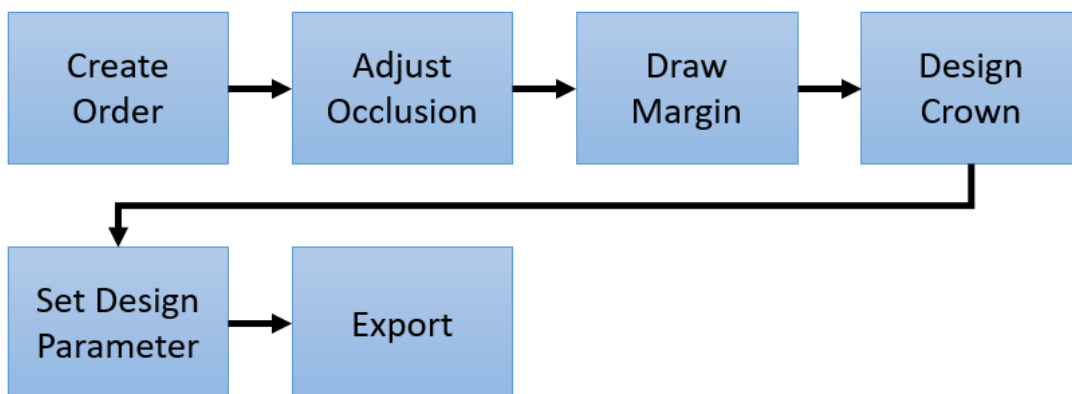 Create
Order
Adjust
Occlusion
Draw
Margin
Design
Crown
Set Design
Parameter
Export